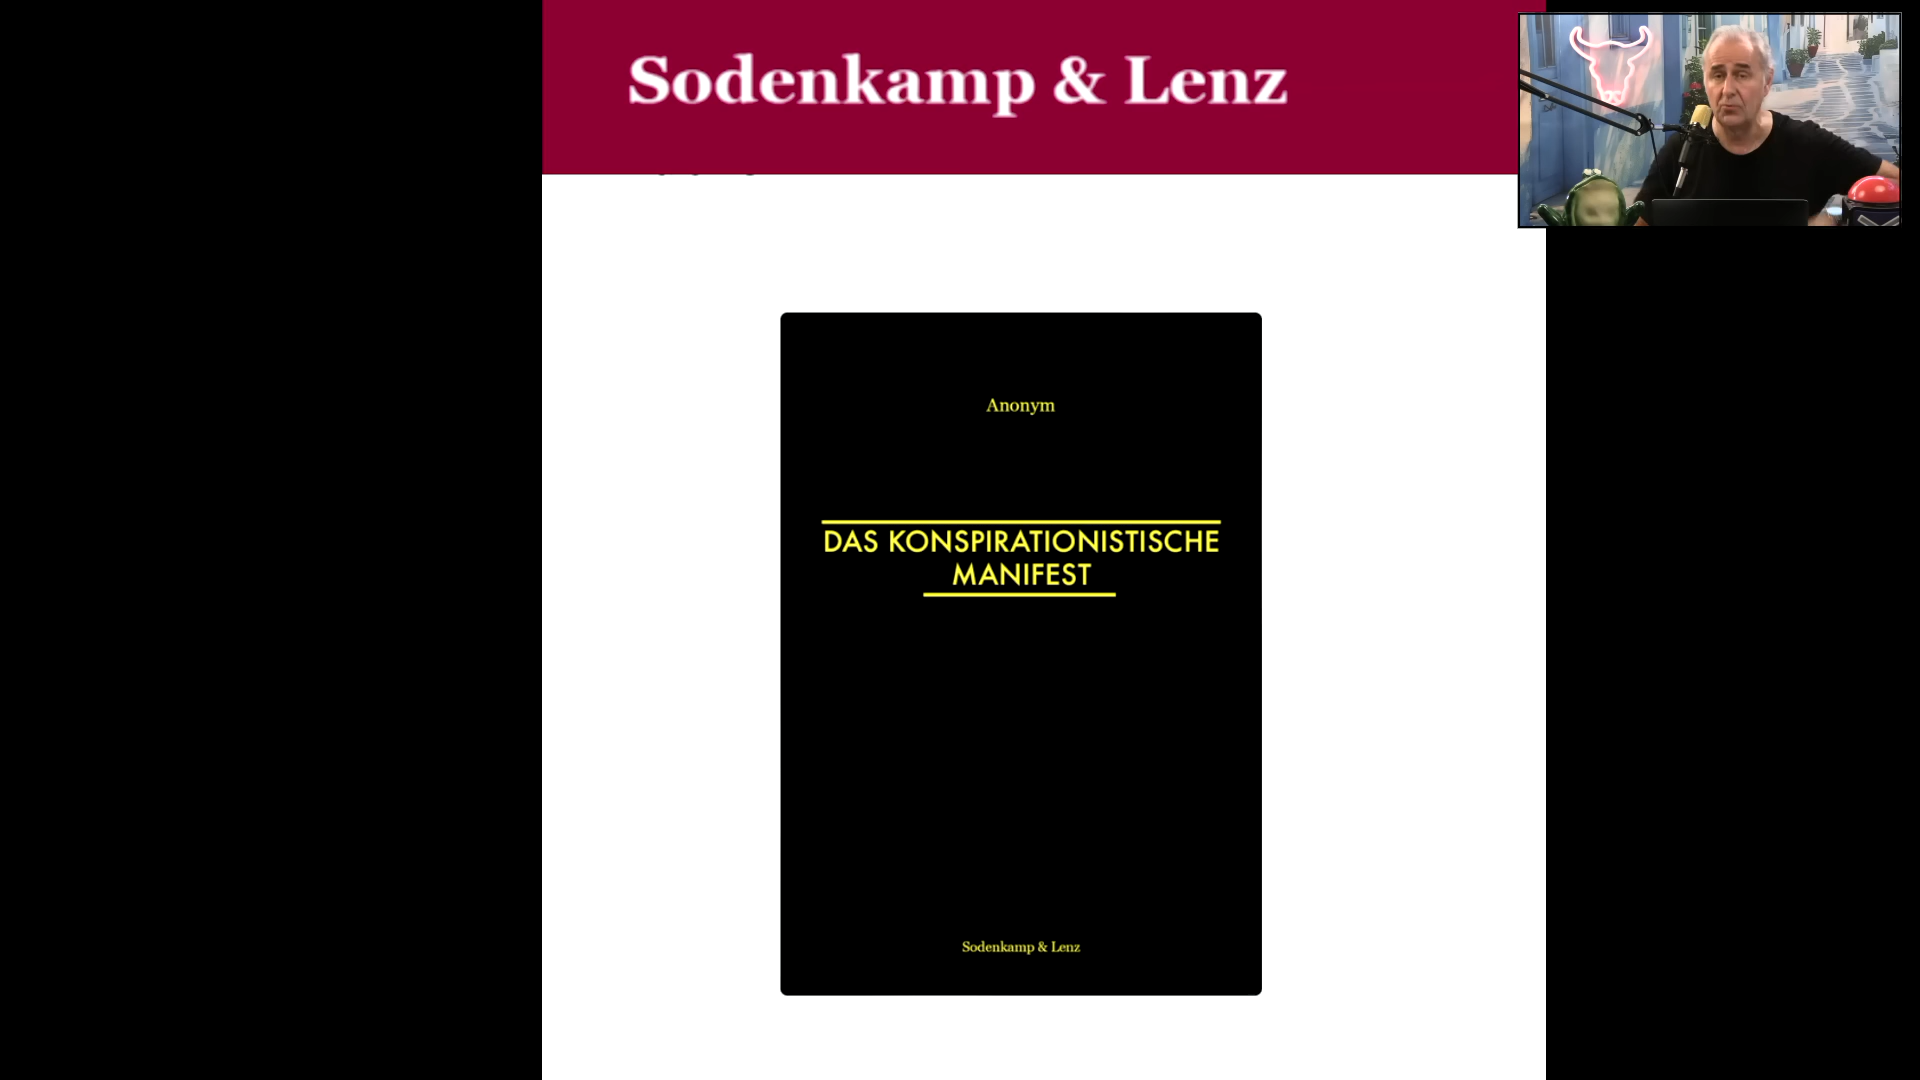 Sodenkamp & Lenz
Anonym
DAS KONSPIRATIONISTISCHE
MANIFEST
Sodenkamp & Lenz